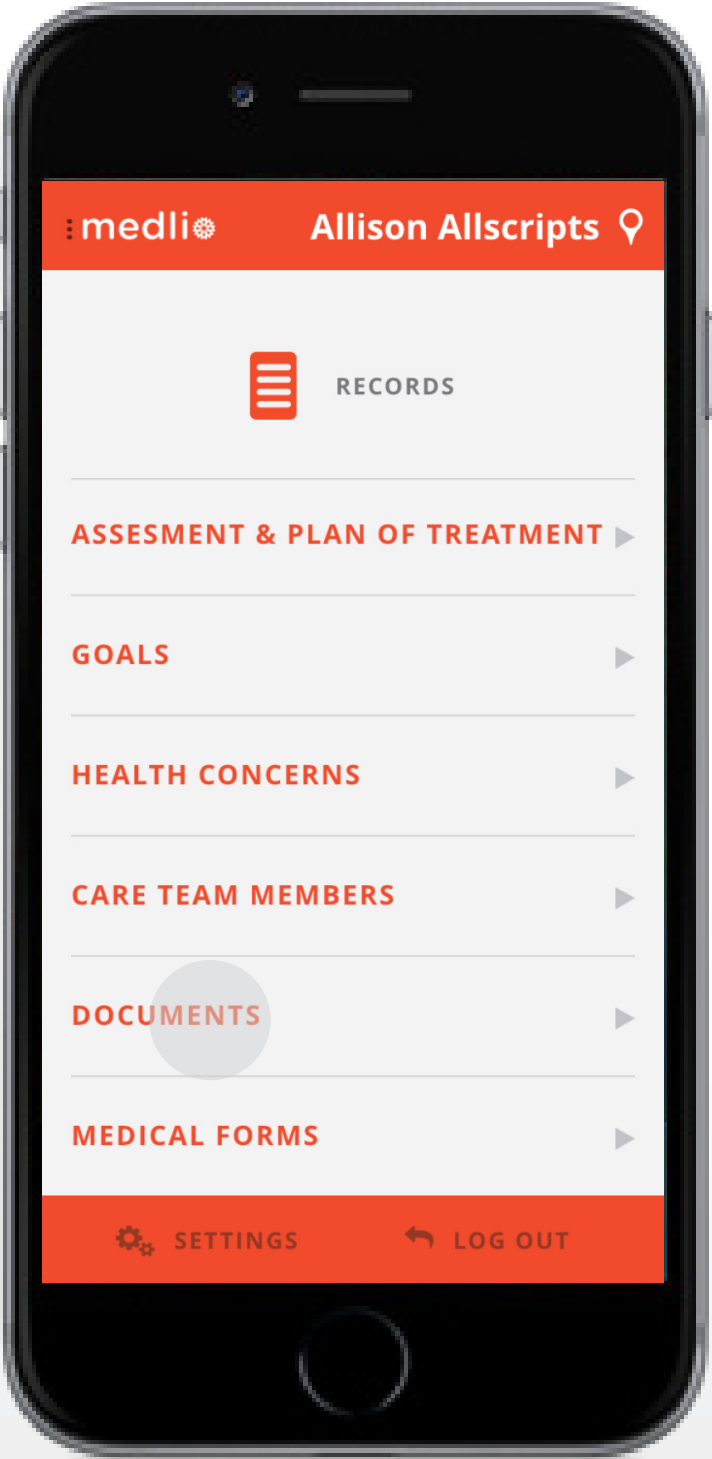 medlio
Allison Allscripts
RECORDS
ASSESMENT & PLAN OF TREATMENT
GOALS
HEALTH CONCERNS
CARE TEAM MEMBERS
DOCUMENTS
MEDICAL FORMS
SETTINGS
LOG OUT